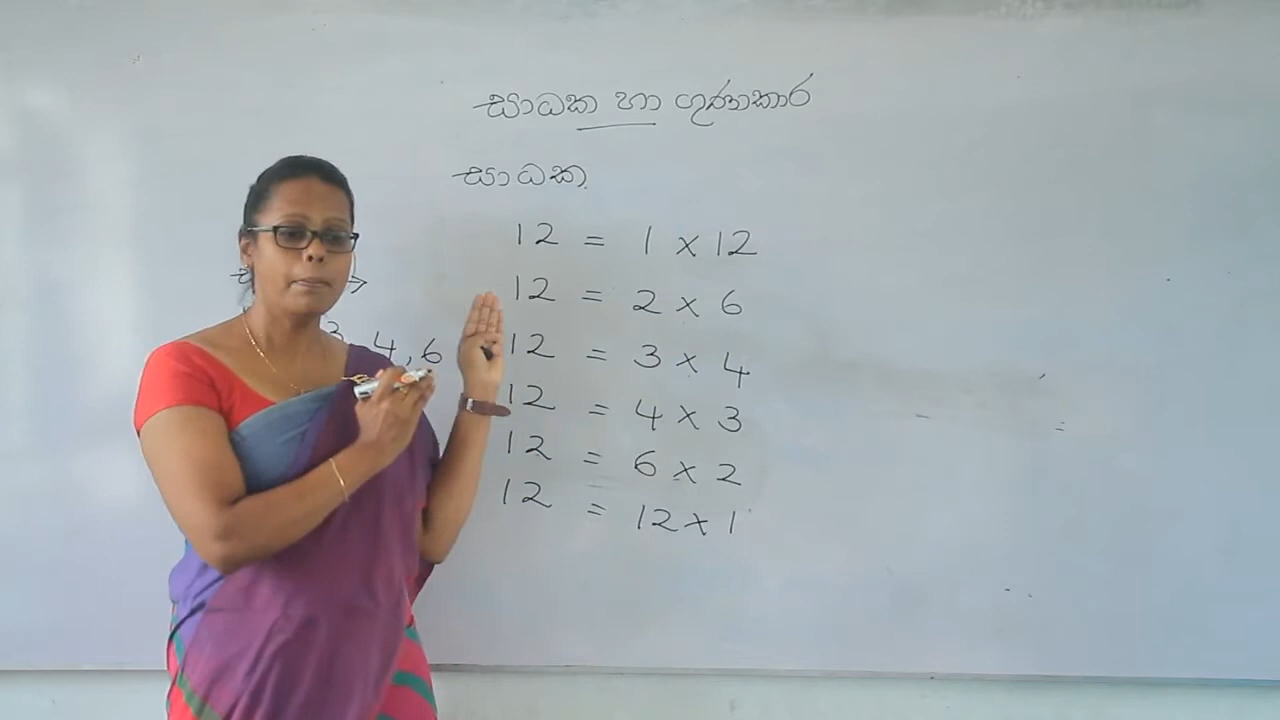 සාධක හා ගුණාකාර
සාධක
12 = 1 × 12
12 = 2 × 6
12 = 3 × 4
12 = 4 × 3
12 = 6 × 2
12 = 12 × 1
3 4, 6